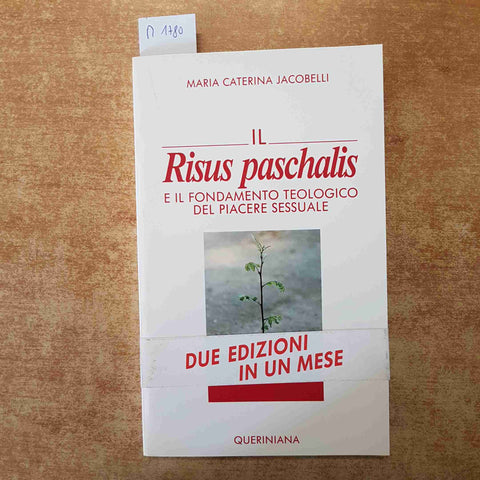 Π 1780
MARIA CATERINA JACOBELLI
IL
Risus paschalis
E IL FONDAMENTO TEOLOGICO
DEL PIACERE SESSUALE
DUE EDIZIONI
IN UN MESE
QUERINIANA